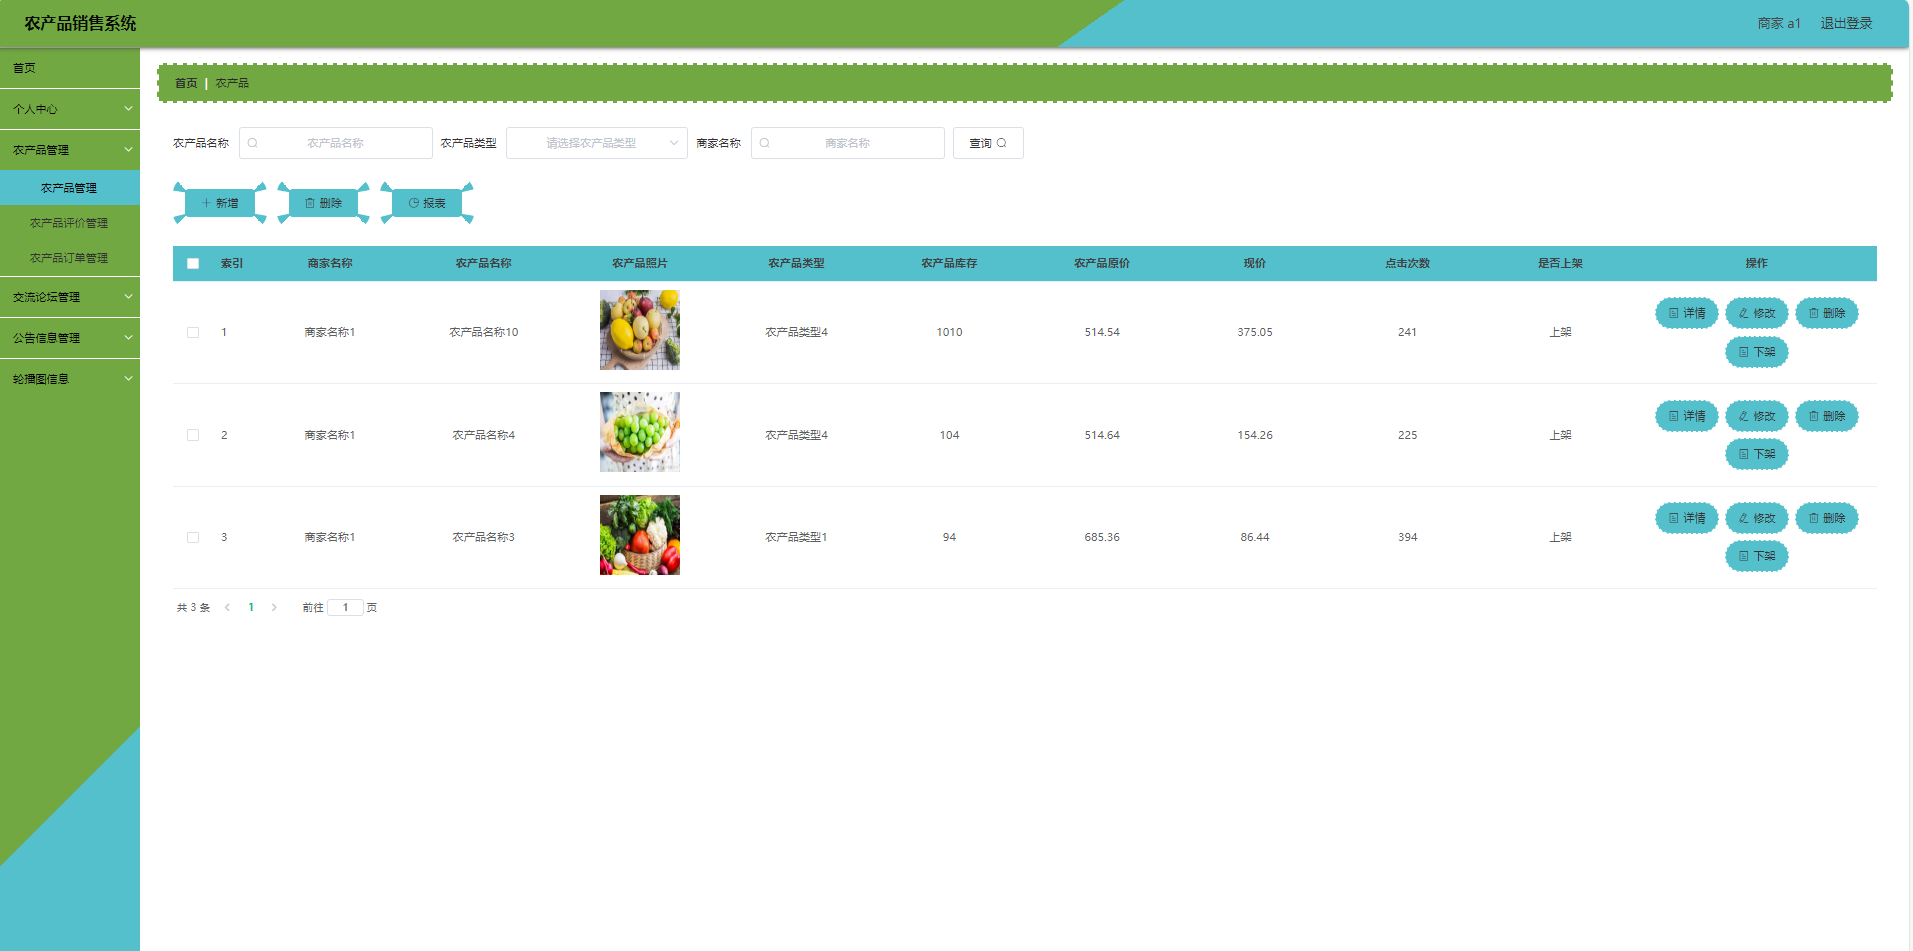 农产品销售系统
商家 a1 退出登录
首页
个人中心
农产品管理
农产品管理
农产品评价管理
农产品订单管理
交流论坛管理
公告信息管理
轮播图信息
首页 | 农产品
农产品名称 农产品名称 农产品类型 请选择农产品类型 商家名称 商家名称 查询
新增 删除 报表
索引 商家名称 农产品名称 农产品照片 农产品类型 农产品库存 农产品原价 现价 点击次数 是否上架 操作
1 商家名称1 农产品名称10 农产品类型4 1010 514.54 375.05 241 上架 详情 修改 删除
下架
2 商家名称1 农产品名称4 农产品类型4 104 514.64 154.26 225 上架 详情 修改 删除
下架
3 商家名称1 农产品名称3 农产品类型1 94 685.36 86.44 394 上架 详情 修改 删除
下架
共 3 条 1 前往 1 页